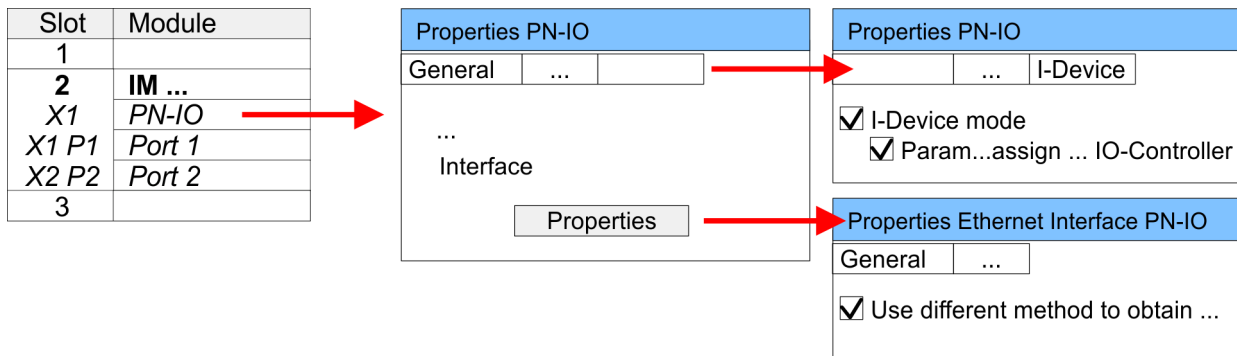 Slot Module
1
2 IM ...
X1 PN-IO
X1 P1 Port 1
X2 P2 Port 2
3
Properties PN-IO
General ...
...
Interface
Properties
Properties PN-IO
... I-Device
I-Device mode
Param...assign ... IO-Controller
Properties Ethernet Interface PN-IO
General ...
Use different method to obtain ...